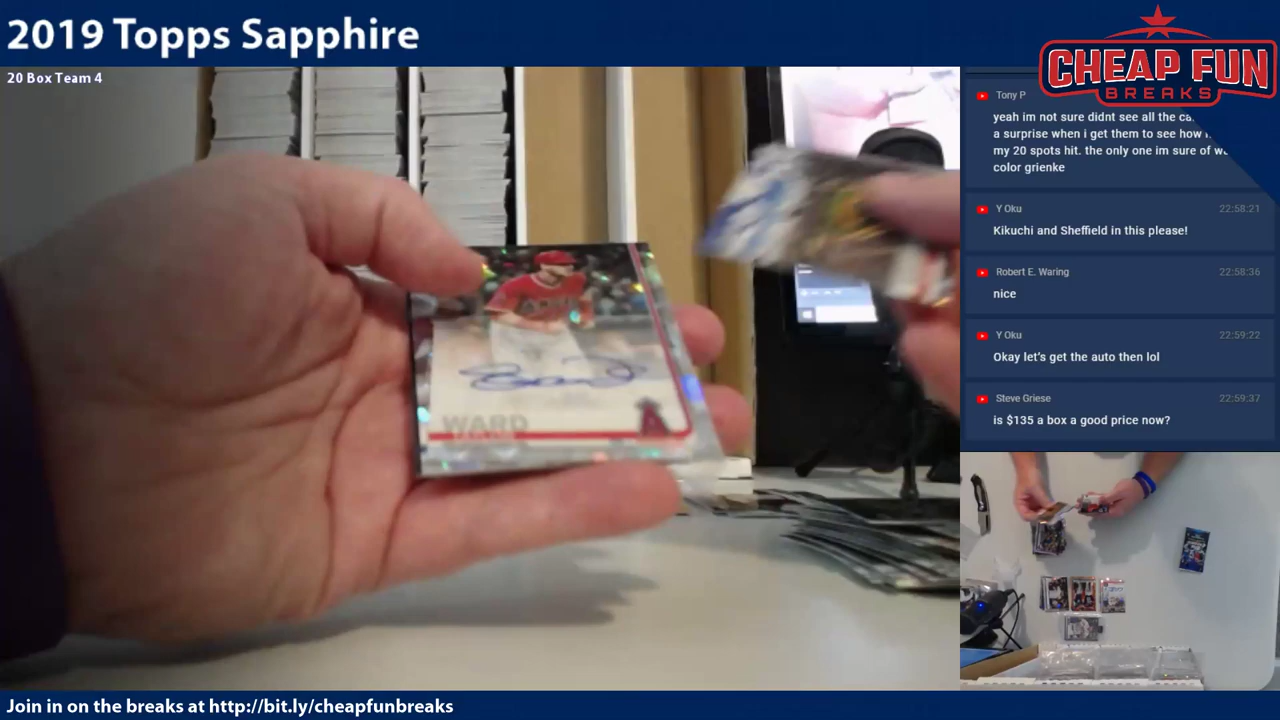 2019 Topps Sapphire
20 Box Team 4
CHEAP FUN
BREAKS
Tony P
yeah im not sure didnt see all the
a surprise when i get them to see how
my 20 spots hit. the only one im sure of
color grienke
Y Oku
22:58:21
Kikuchi and Sheffield in this please!
Robert E. Waring
22:58:36
nice
Y Oku
22:59:22
Okay let's get the auto then lol
Steve Griese
22:59:37
is $135 a box a good price now?
WARD
Join in on the breaks at http://bit.ly/cheapfunbreaks